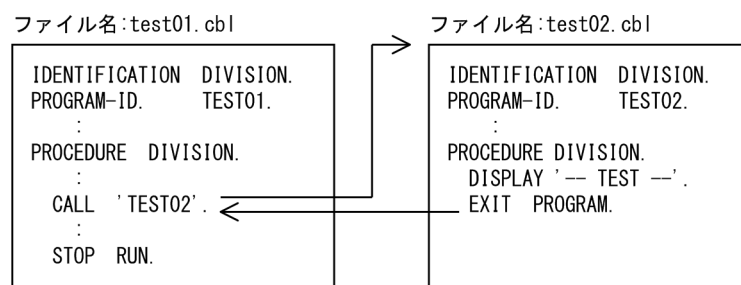 ファイル名:test01.cbl
IDENTIFICATION DIVISION.
PROGRAM-ID. TEST01.
:
PROCEDURE DIVISION.
:
CALL 'TEST02'.
:
STOP RUN.
ファイル名:test02.cbl
IDENTIFICATION DIVISION.
PROGRAM-ID. TEST02.
:
PROCEDURE DIVISION.
DISPLAY '-- TEST --'.
EXIT PROGRAM.